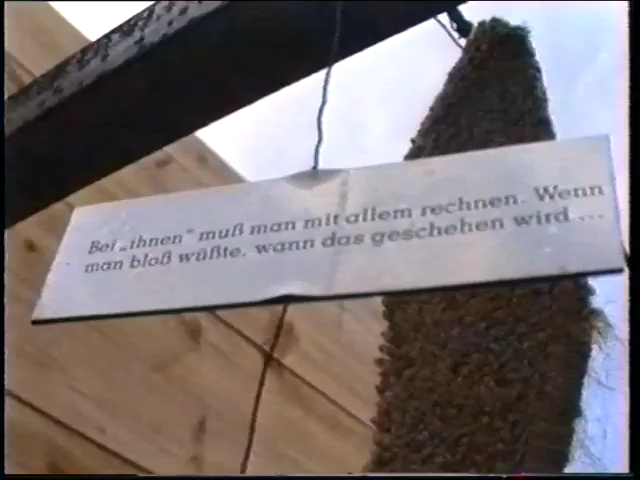 Bei „ihnen" muß man mit allem rechnen. Wenn
man bloß wüßte, wann das geschehen wird ...